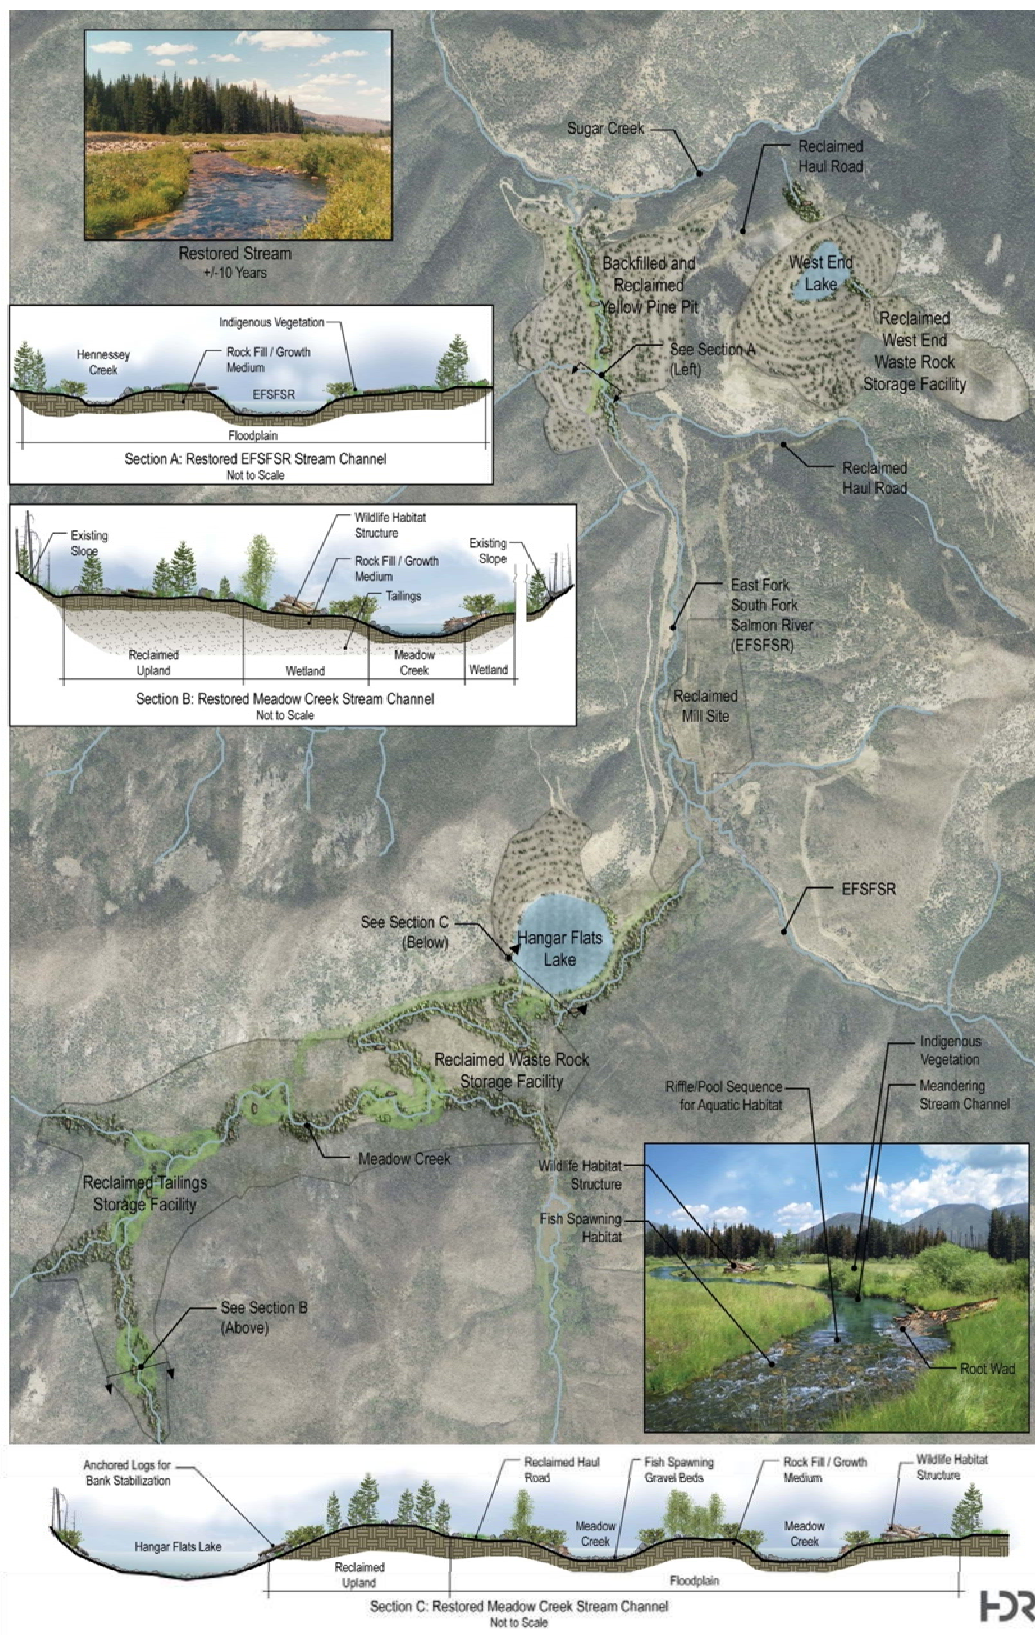 Restored Stream
+/-10 Years
Sugar Creek
Reclaimed
Haul Road
Backfilled and
Reclaimed
Yellow Pine Pit
West End
Lake
Reclaimed
West End
Waste Rock
Storage Facility
See Section A
(Left)
Reclaimed
Haul Road
Indigenous Vegetation
Hennessey
Creek
Rock Fill / Growth
Medium
EFSFSR
Floodplain
Section A: Restored EFSFSR Stream Channel
Not to Scale
Existing
Slope
Wildlife Habitat
Structure
Rock Fill / Growth
Medium
Tailings
Existing
Slope
Reclaimed
Upland
Wetland
Meadow
Creek
Wetland
Section B: Restored Meadow Creek Stream Channel
Not to Scale
East Fork
South Fork
Salmon River
(EFSFSR)
Reclaimed
Mill Site
EFSFSR
See Section C
(Below)
Hangar Flats
Lake
Reclaimed Waste Rock
Storage Facility
Meadow Creek
Reclaimed Tailings
Storage Facility
See Section B
(Above)
Indigenous
Vegetation
Riffle/Pool Sequence
for Aquatic Habitat
Meandering
Stream Channel
Wildlife Habitat
Structure
Fish Spawning
Habitat
Root Wad
Anchored Logs for
Bank Stabilization
Reclaimed Haul
Road
Fish Spawning
Gravel Beds
Rock Fill / Growth
Medium
Wildlife Habitat
Structure
Hangar Flats Lake
Meadow
Creek
Meadow
Creek
Reclaimed
Upland
Floodplain
Section C: Restored Meadow Creek Stream Channel
Not to Scale
HDR